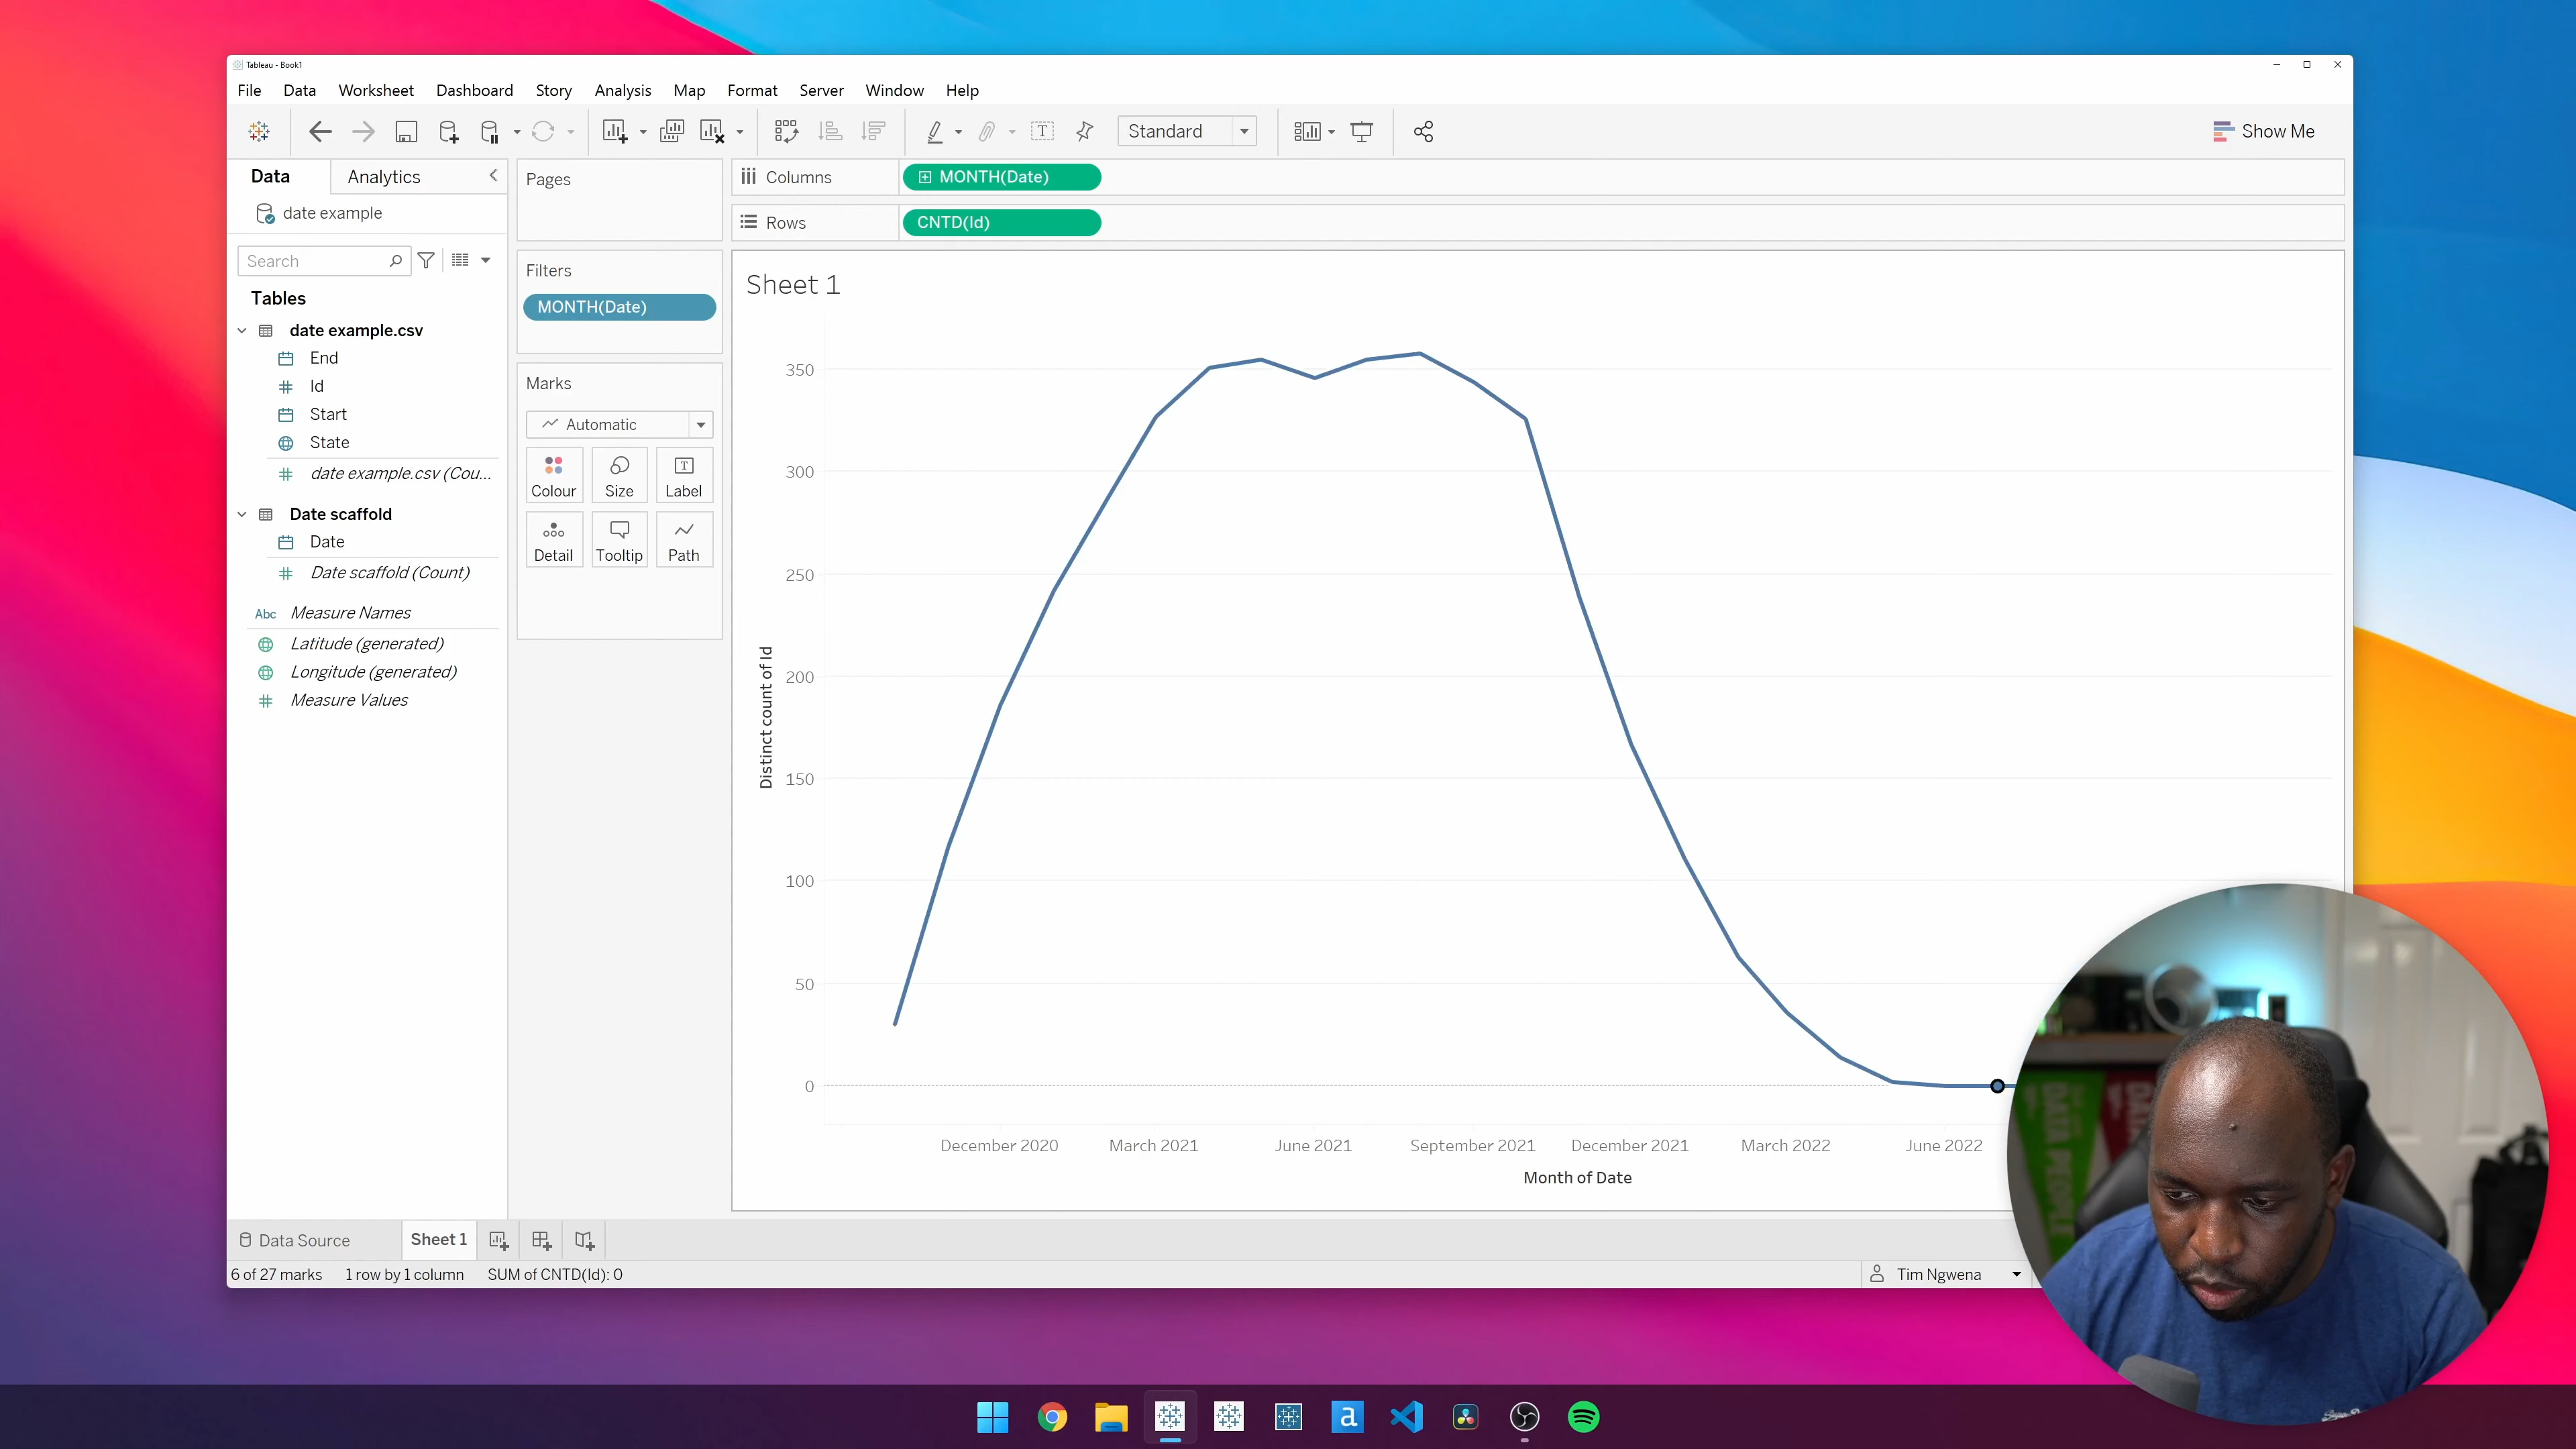 Tableau - Book1
File Data Worksheet Dashboard Story Analysis Map Format Server Window Help
Standard
Show Me
Data Analytics
date example
Search
Tables
date example.csv
End
Id
Start
State
date example.csv (Cou...
Date scaffold
Date
Date scaffold (Count)
Abc Measure Names
Latitude (generated)
Longitude (generated)
Measure Values
Pages
Filters
MONTH(Date)
Marks
Automatic
Colour Size Label
Detail Tooltip Path
Columns MONTH(Date)
Rows CNTD(Id)
Sheet 1
350
300
250
200
150
100
50
0
Distinct count of Id
December 2020 March 2021 June 2021 September 2021 December 2021 March 2022 June 2022
Month of Date
Data Source Sheet 1
6 of 27 marks 1 row by 1 column SUM of CNTD(Id): 0
Tim Ngwena
DATA PEOPLE
a